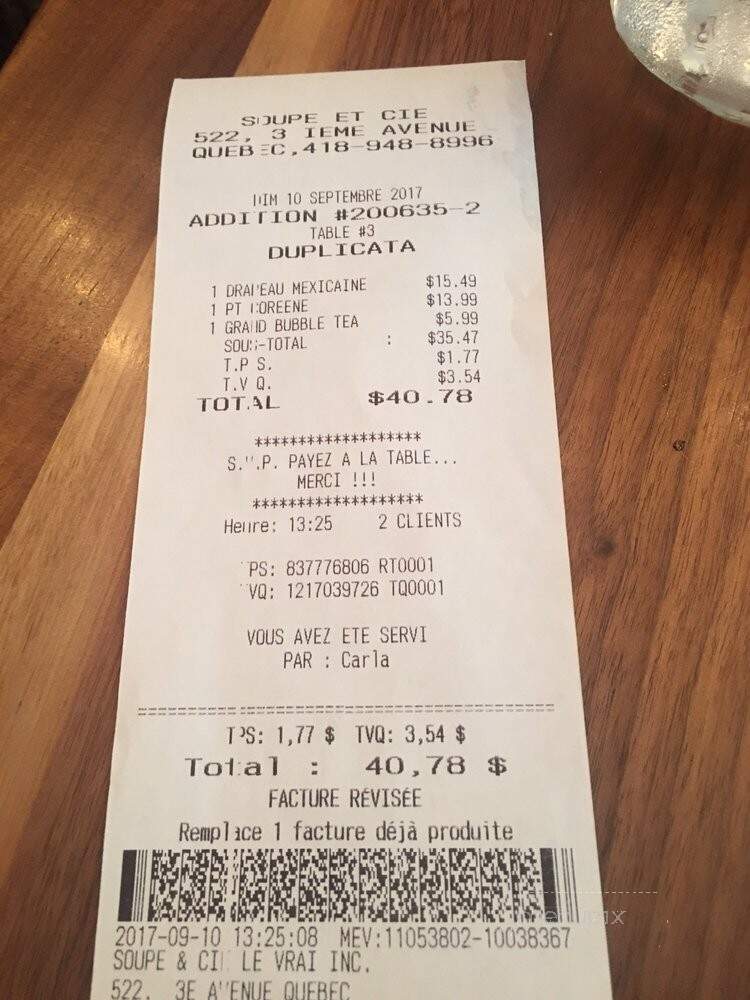 SOUPE ET CIE
522, 3 IEME AVENUE
QUEBEC,418-948-8996
DIM 10 SEPTEMBRE 2017
ADDITION #200635-2
TABLE #3
DUPLICATA
1 DRAPEAU MEXICAINE $15.49
1 PT COREENE $13.99
1 GRAND BUBBLE TEA $5.99
SOUS-TOTAL : $35.47
T.P S. $1.77
T.V Q. $3.54
TOTAL $40.78
*******************
S.V.P. PAYEZ A LA TABLE...
MERCI !!!
*******************
Heure: 13:25 2 CLIENTS
TPS: 837776806 RT0001
TVQ: 1217039726 TQ0001
VOUS AVEZ ETE SERVI
PAR : Carla
TPS: 1,77 $ TVQ: 3,54 $
Total : 40,78 $
FACTURE RÉVISÉE
Remplace 1 facture déjà produite
2017-09-10 13:25:08 MEV:11053802-10038367
SOUPE & CIE LE VRAI INC.
522, 3E AVENUE QUEBEC